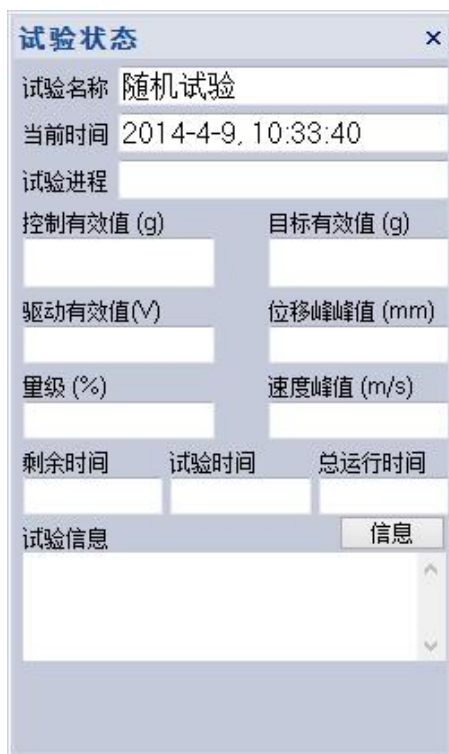 试验状态 ×
试验名称 随机试验
当前时间 2014-4-9, 10:33:40
试验进程
控制有效值 (g) 目标有效值 (g)
驱动有效值(V) 位移峰峰值 (mm)
量级 (%) 速度峰值 (m/s)
剩余时间 试验时间 总运行时间
试验信息 信息